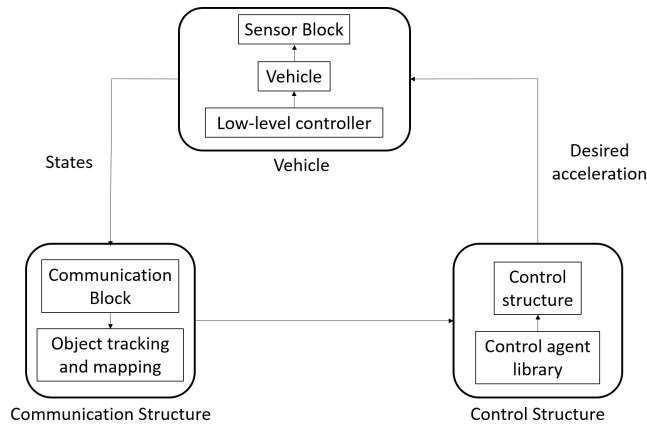 Sensor Block
Vehicle
Low-level controller
Vehicle
States
Desired
acceleration
Communication
Block
Object tracking
and mapping
Communication Structure
Control
structure
Control agent
library
Control Structure